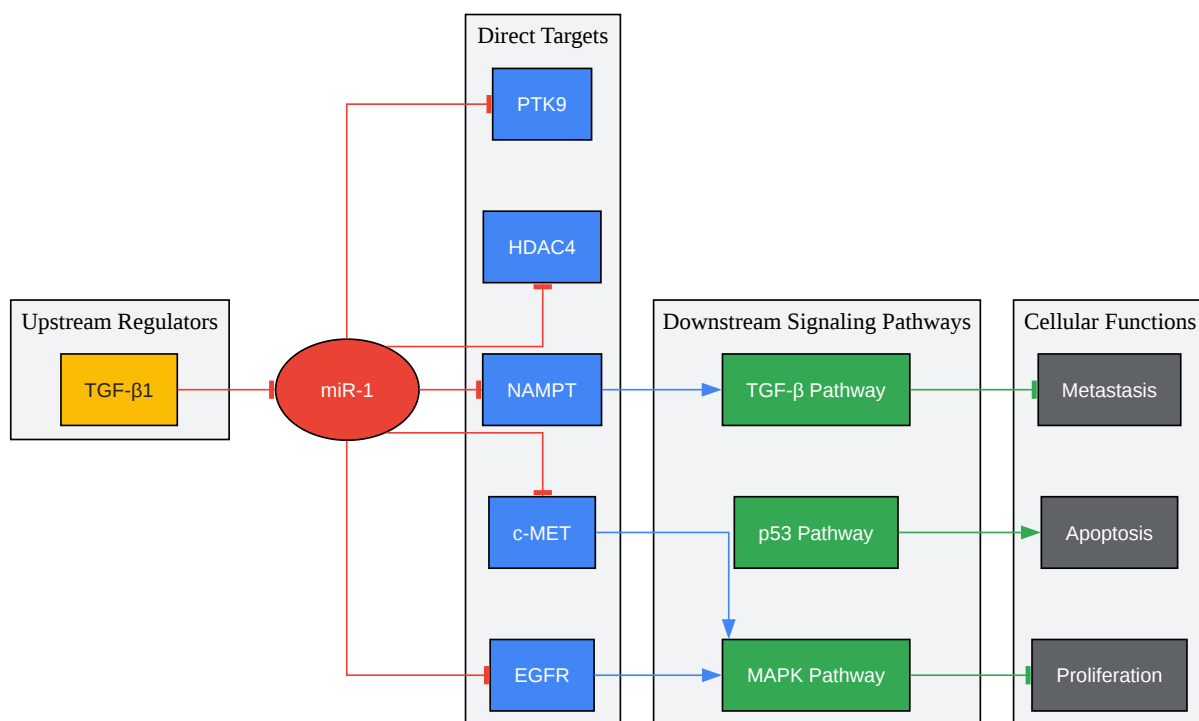 Direct Targets
PTK9
HDAC4
Upstream Regulators
TGF-β1
miR-1
NAMPT
c-MET
EGFR
Downstream Signaling Pathways
TGF-β Pathway
p53 Pathway
MAPK Pathway
Cellular Functions
Metastasis
Apoptosis
Proliferation